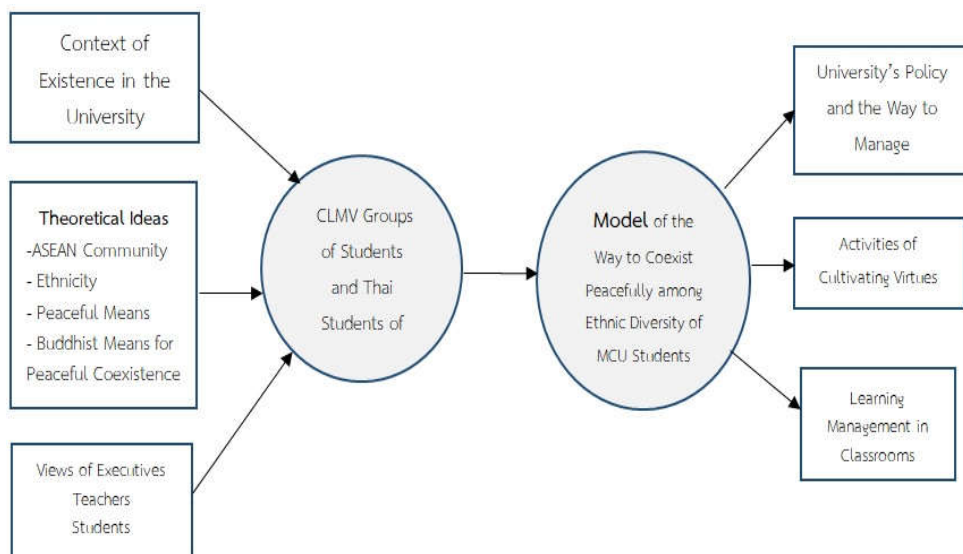 Context of
Existence in the
University
Theoretical Ideas
-ASEAN Community
- Ethnicity
- Peaceful Means
- Buddhist Means for
Peaceful Coexistence
Views of Executives
Teachers
Students
CLMV Groups
of Students
and Thai
Students of
Model of the
Way to Coexist
Peacefully among
Ethnic Diversity of
MCU Students
University's Policy
and the Way to
Manage
Activities of
Cultivating Virtues
Learning
Management in
Classrooms